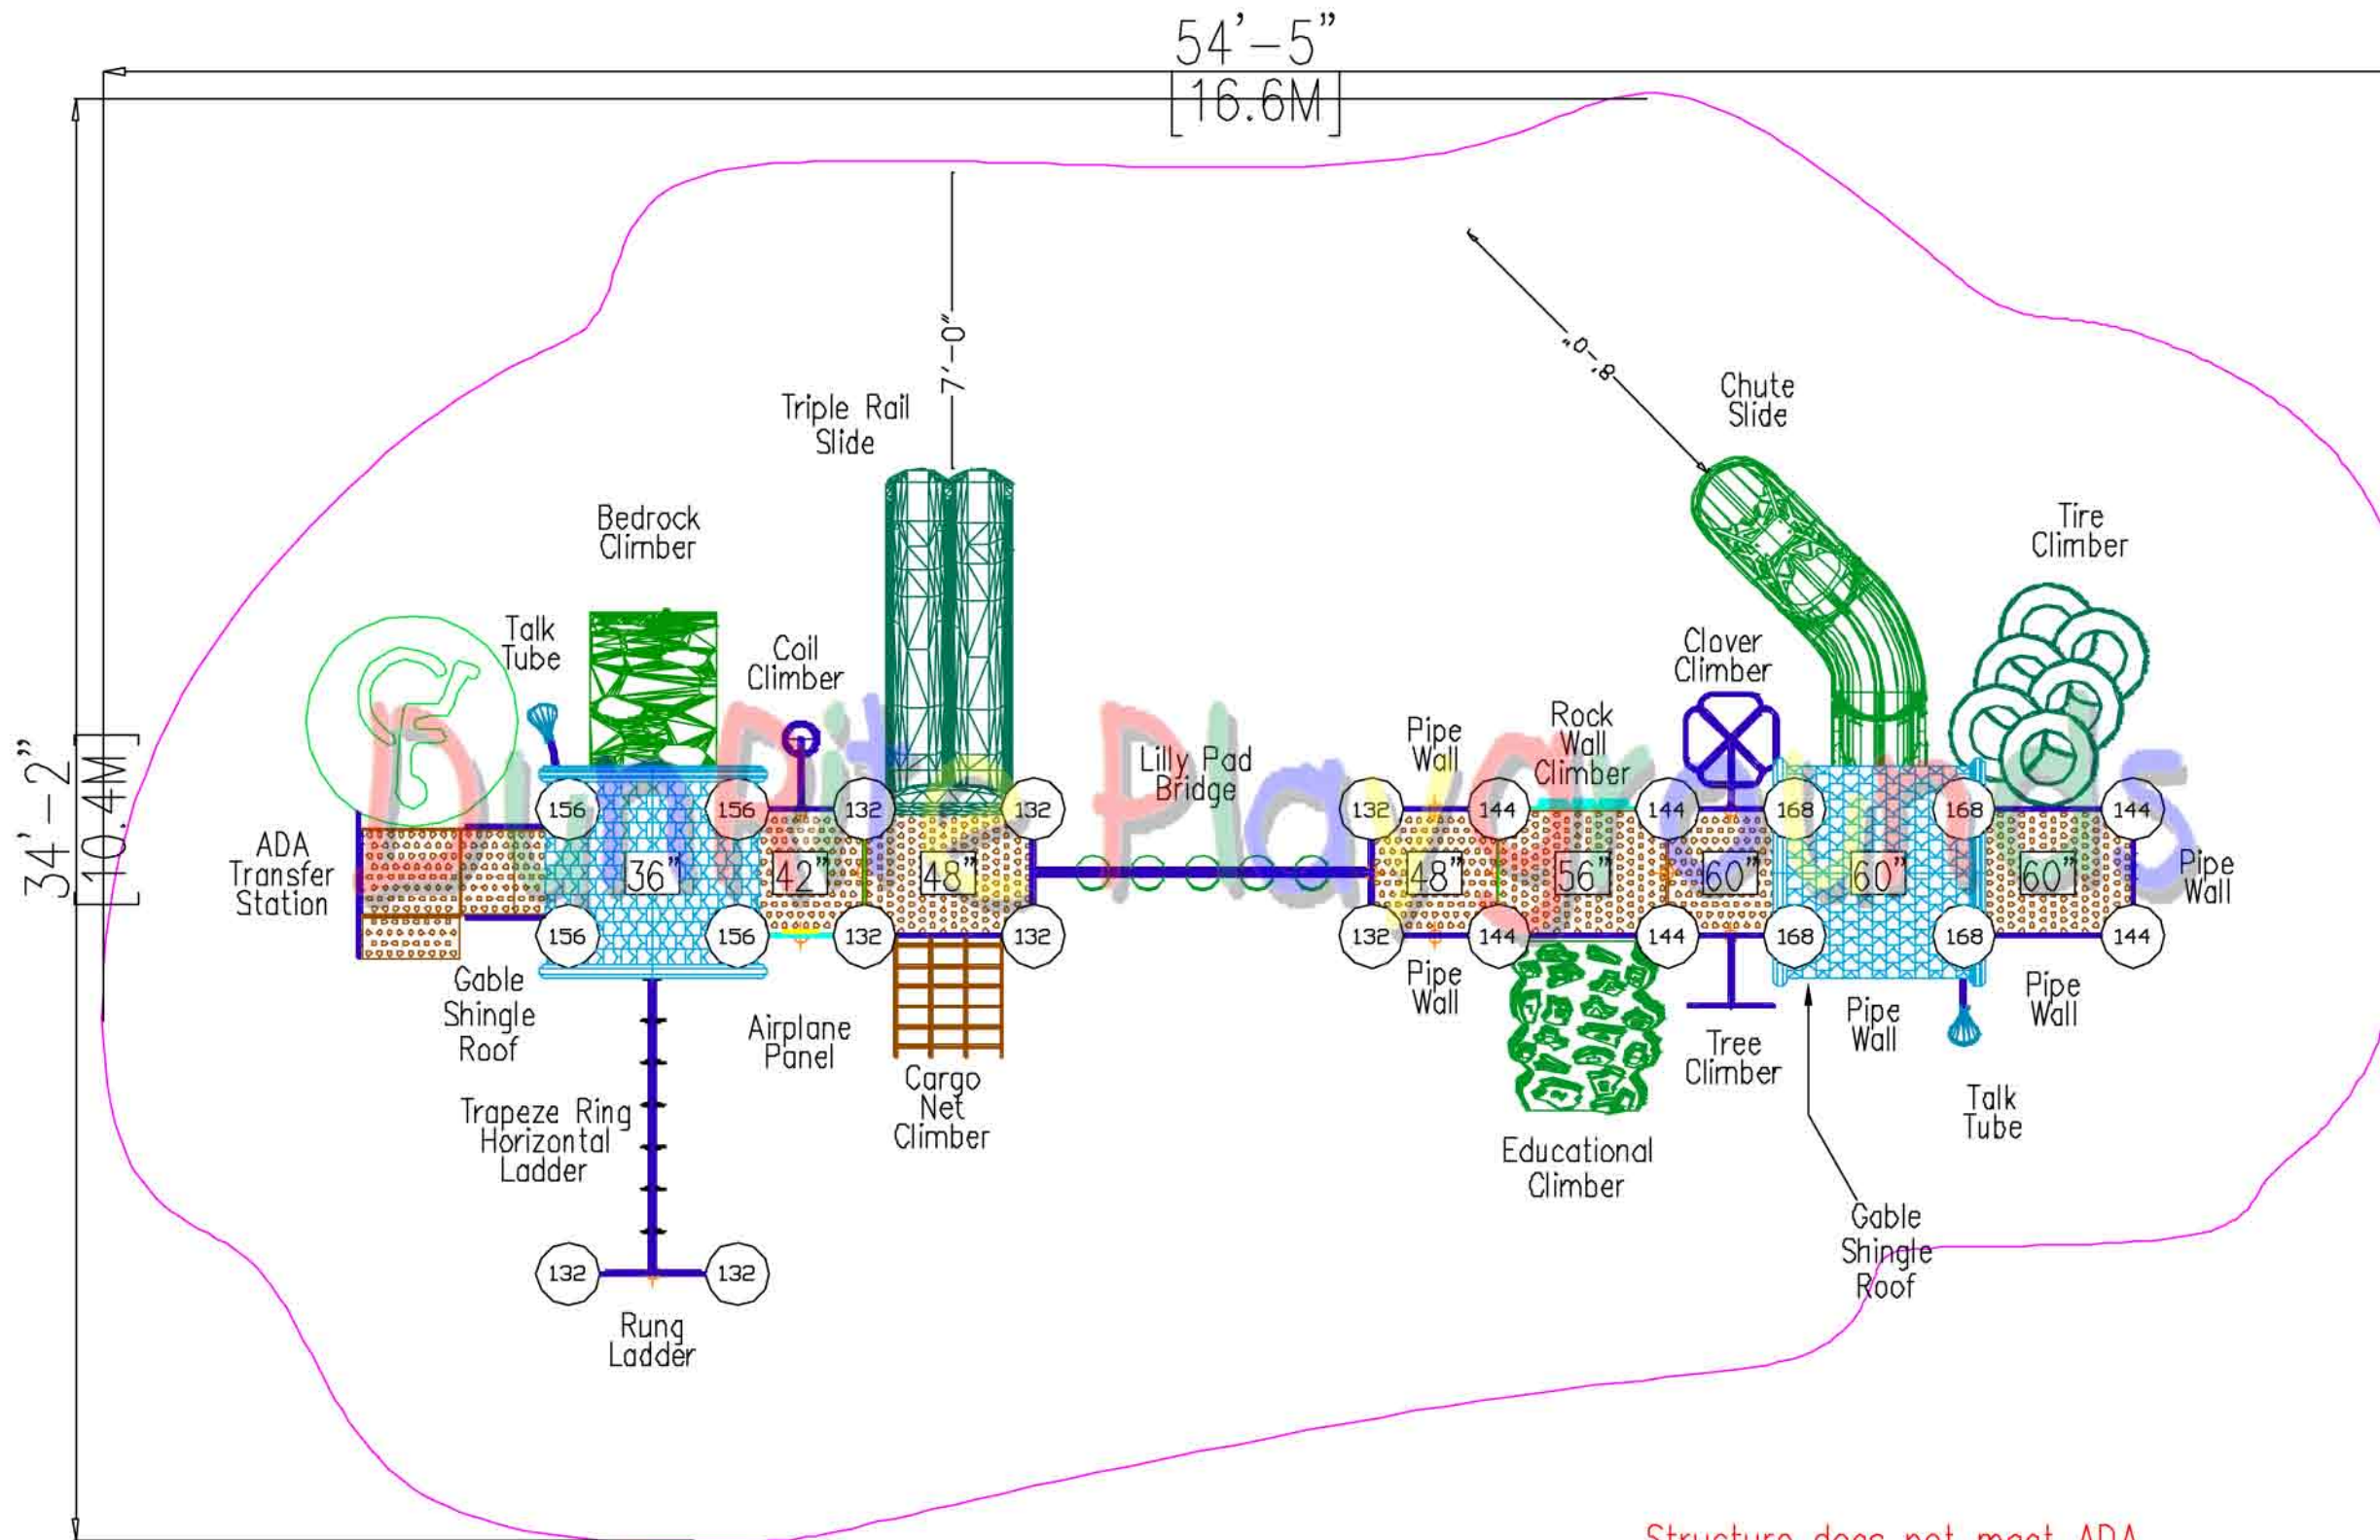 54'-5"
[16.6M]
34'-2"
[10.4M]
7'-0"
8'-0"
Triple Rail
Slide
Chute
Slide
Bedrock
Climber
Tire
Climber
Talk
Tube
Coil
Climber
Clover
Climber
Pipe
Wall
Rock
Wall
Climber
Lilly Pad
Bridge
156
156
132
132
132
144
144
168
168
144
ADA
Transfer
Station
36"
42"
48"
48"
56"
60"
60"
60"
Pipe
Wall
156
156
132
132
132
144
144
168
168
144
Gable
Shingle
Roof
Airplane
Panel
Cargo
Net
Climber
Pipe
Wall
Tree
Climber
Pipe
Wall
Pipe
Wall
Trapeze Ring
Horizontal
Ladder
Educational
Climber
Talk
Tube
Gable
Shingle
Roof
132
132
Rung
Ladder
Playgrounds
Structure does not meet ADA